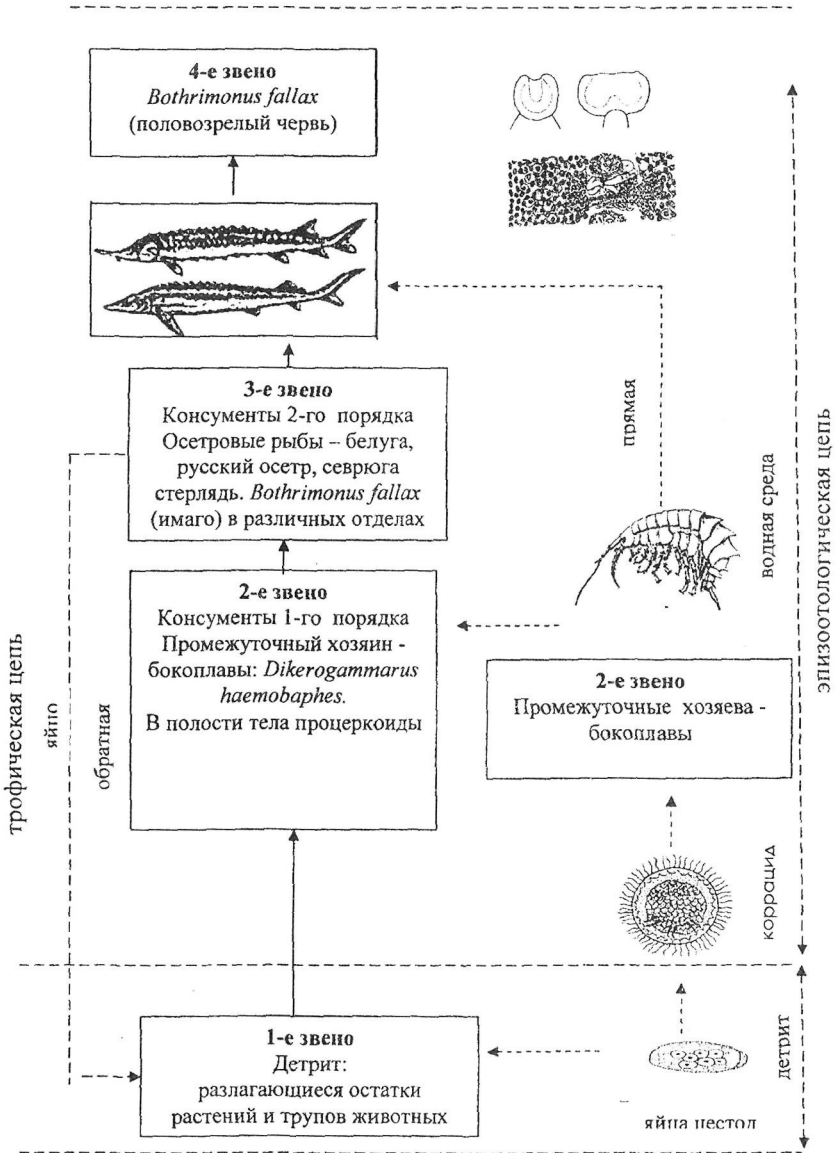 4-е звено
Bothrimonus fallax
(половозрелый червь)
3-е звено
Консументы 2-го порядка
Осетровые рыбы – белуга,
русский осетр, севрюга
стерлядь. Bothrimonus fallax
(имаго) в различных отделах
2-е звено
Консументы 1-го порядка
Промежуточный хозяин -
бокоплавы: Dikerogammarus
haemobaphes.
В полости тела процеркоиды
1-е звено
Детрит:
разлагающиеся остатки
растений и трупов животных
2-е звено
Промежуточные хозяева -
бокоплавы
трофическая цепь
яйцо
обратная
прямая
водная среда
эпизоотологическая цепь
коррацид
детрит
яйца цестод